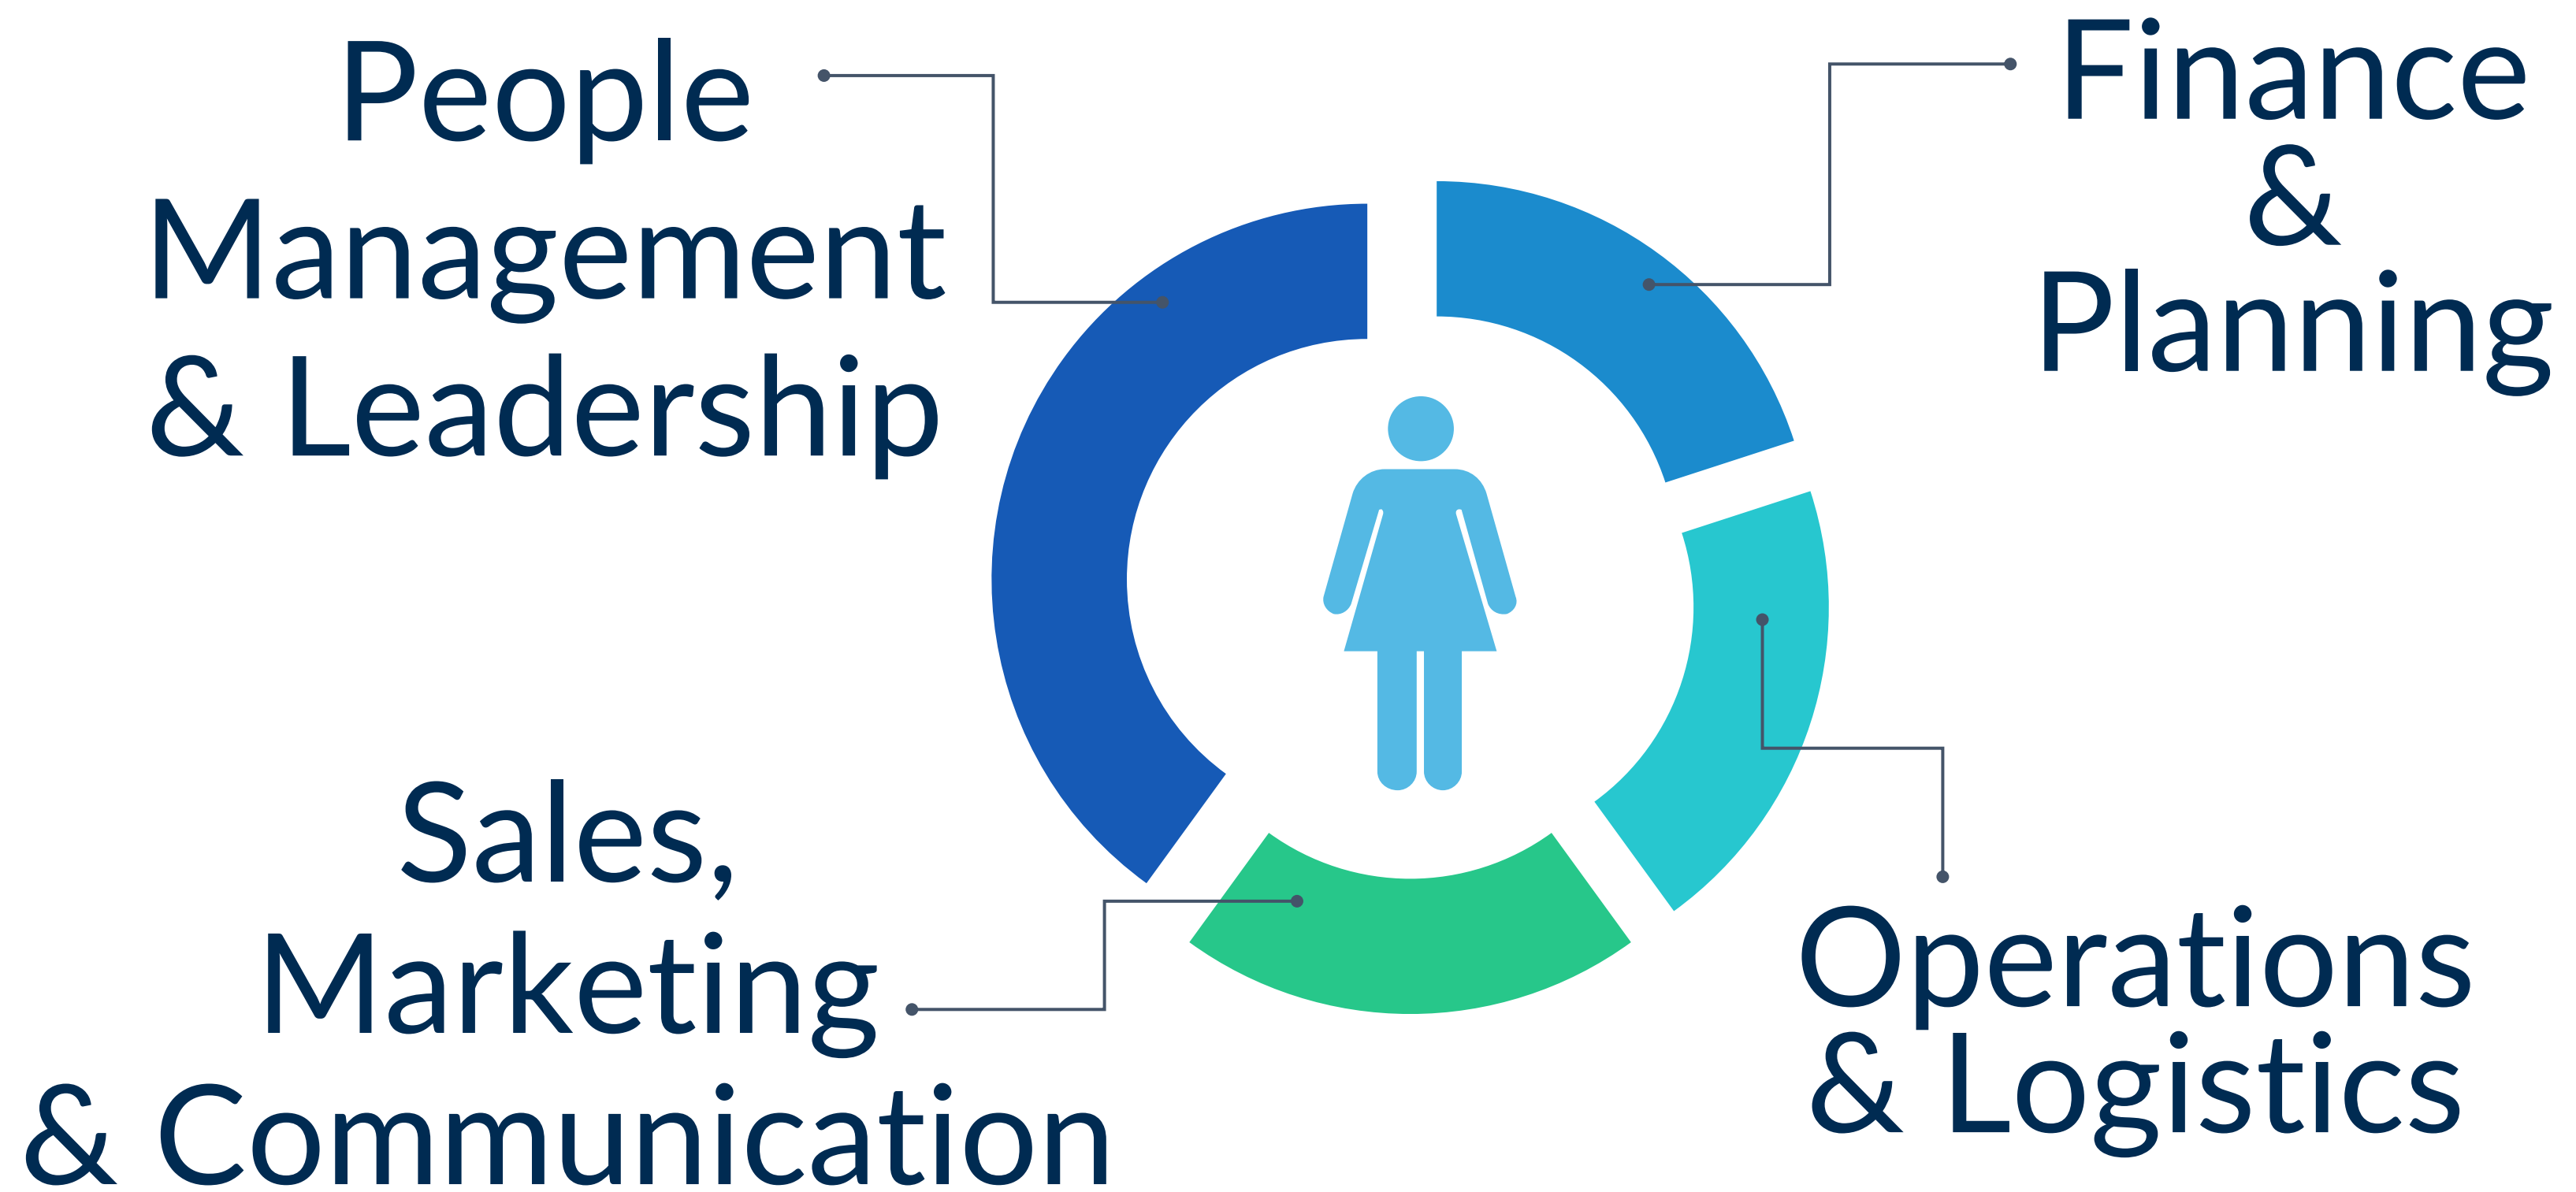 People
Management
& Leadership
Finance
&
Planning
Sales,
Marketing
& Communication
Operations
& Logistics